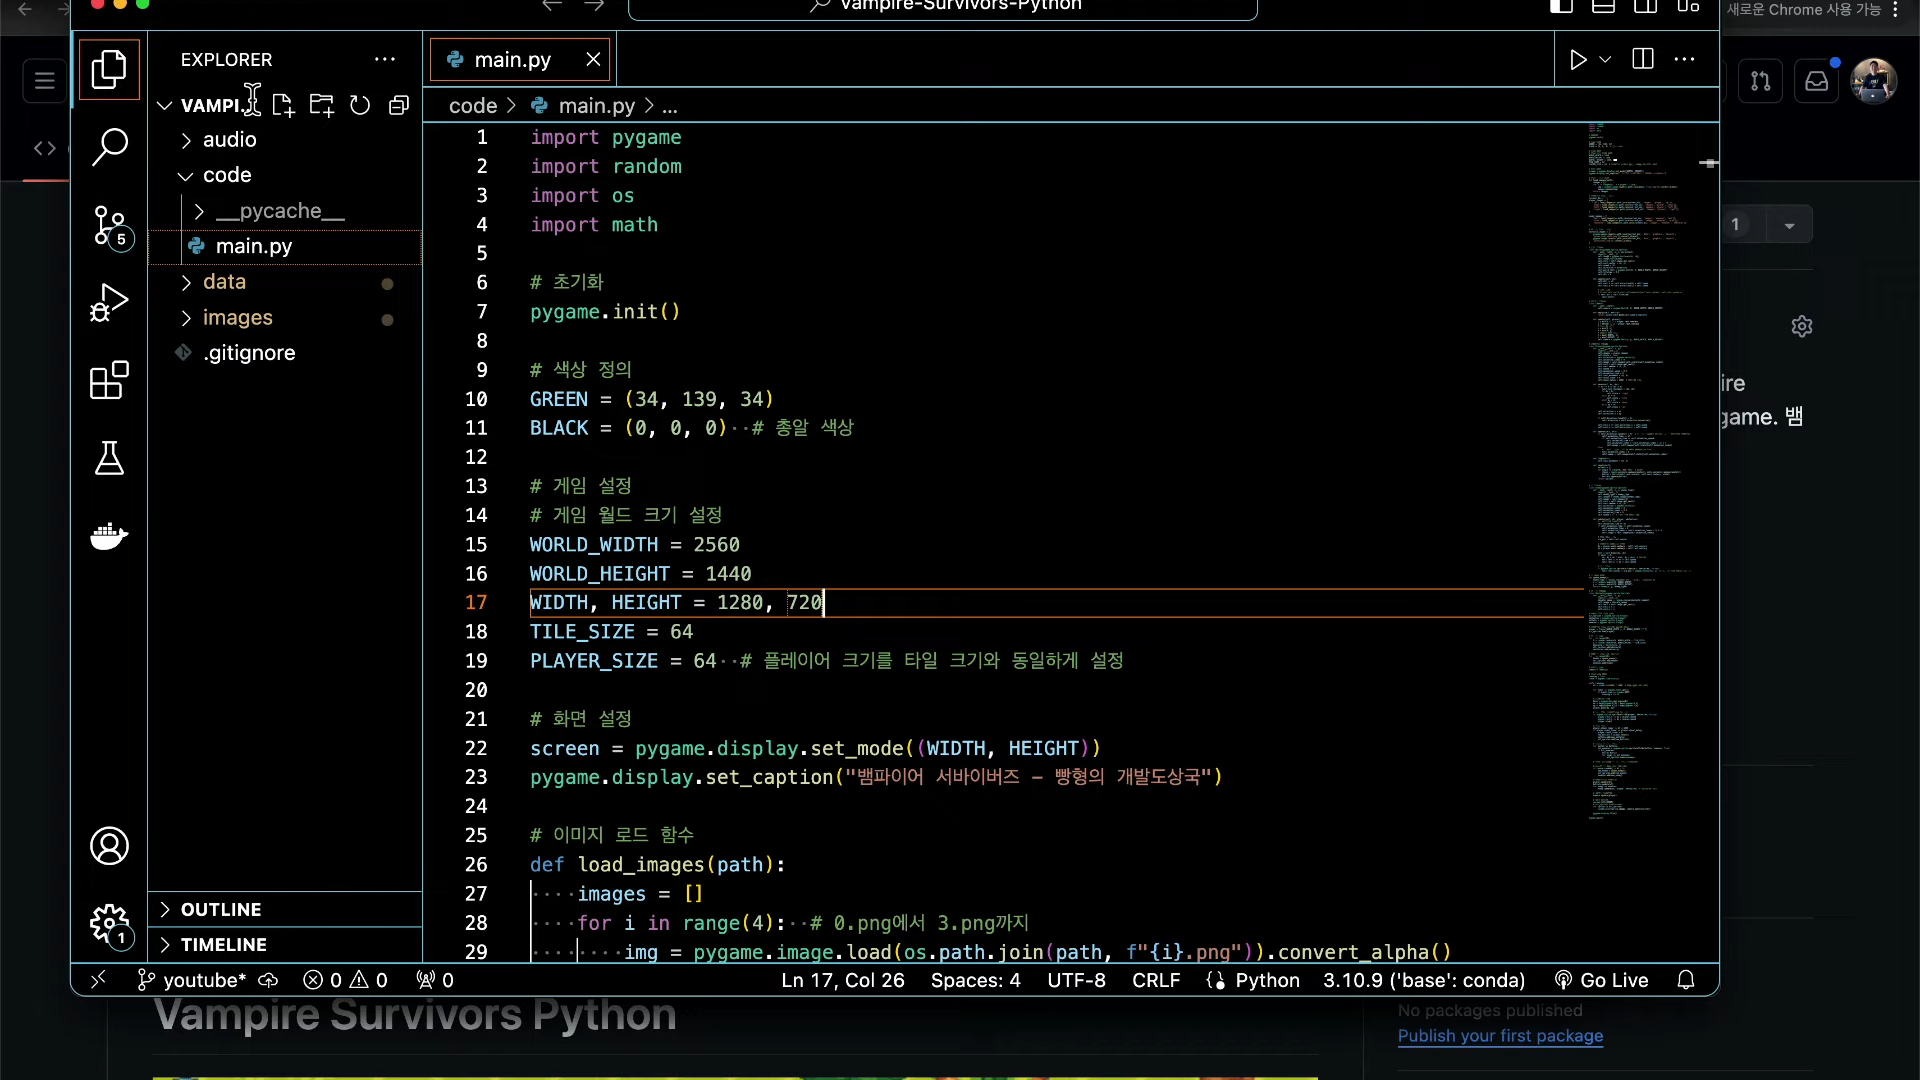 Vampire-Survivors-Python
새로운 Chrome 사용 가능
EXPLORER
VAMPI...
audio
code
__pycache__
main.py
data
images
.gitignore
5
1
OUTLINE
TIMELINE
main.py
code > main.py > ...
1 import pygame
2 import random
3 import os
4 import math
5
6 # 초기화
7 pygame.init()
8
9 # 색상 정의
10 GREEN = (34, 139, 34)
11 BLACK = (0, 0, 0) # 총알 색상
12
13 # 게임 설정
14 # 게임 월드 크기 설정
15 WORLD_WIDTH = 2560
16 WORLD_HEIGHT = 1440
17 WIDTH, HEIGHT = 1280, 720
18 TILE_SIZE = 64
19 PLAYER_SIZE = 64 # 플레이어 크기를 타일 크기와 동일하게 설정
20
21 # 화면 설정
22 screen = pygame.display.set_mode((WIDTH, HEIGHT))
23 pygame.display.set_caption("뱀파이어 서바이버즈 - 빵형의 개발도상국")
24
25 # 이미지 로드 함수
26 def load_images(path):
27 images = []
28 for i in range(4): # 0.png에서 3.png까지
29 img = pygame.image.load(os.path.join(path, f"{i}.png")).convert_alpha()
youtube* 0 0 0 Ln 17, Col 26 Spaces: 4 UTF-8 CRLF Python 3.10.9 ('base': conda) Go Live
1
ire
game. 뱀
Vampire Survivors Python
No packages published
Publish your first package